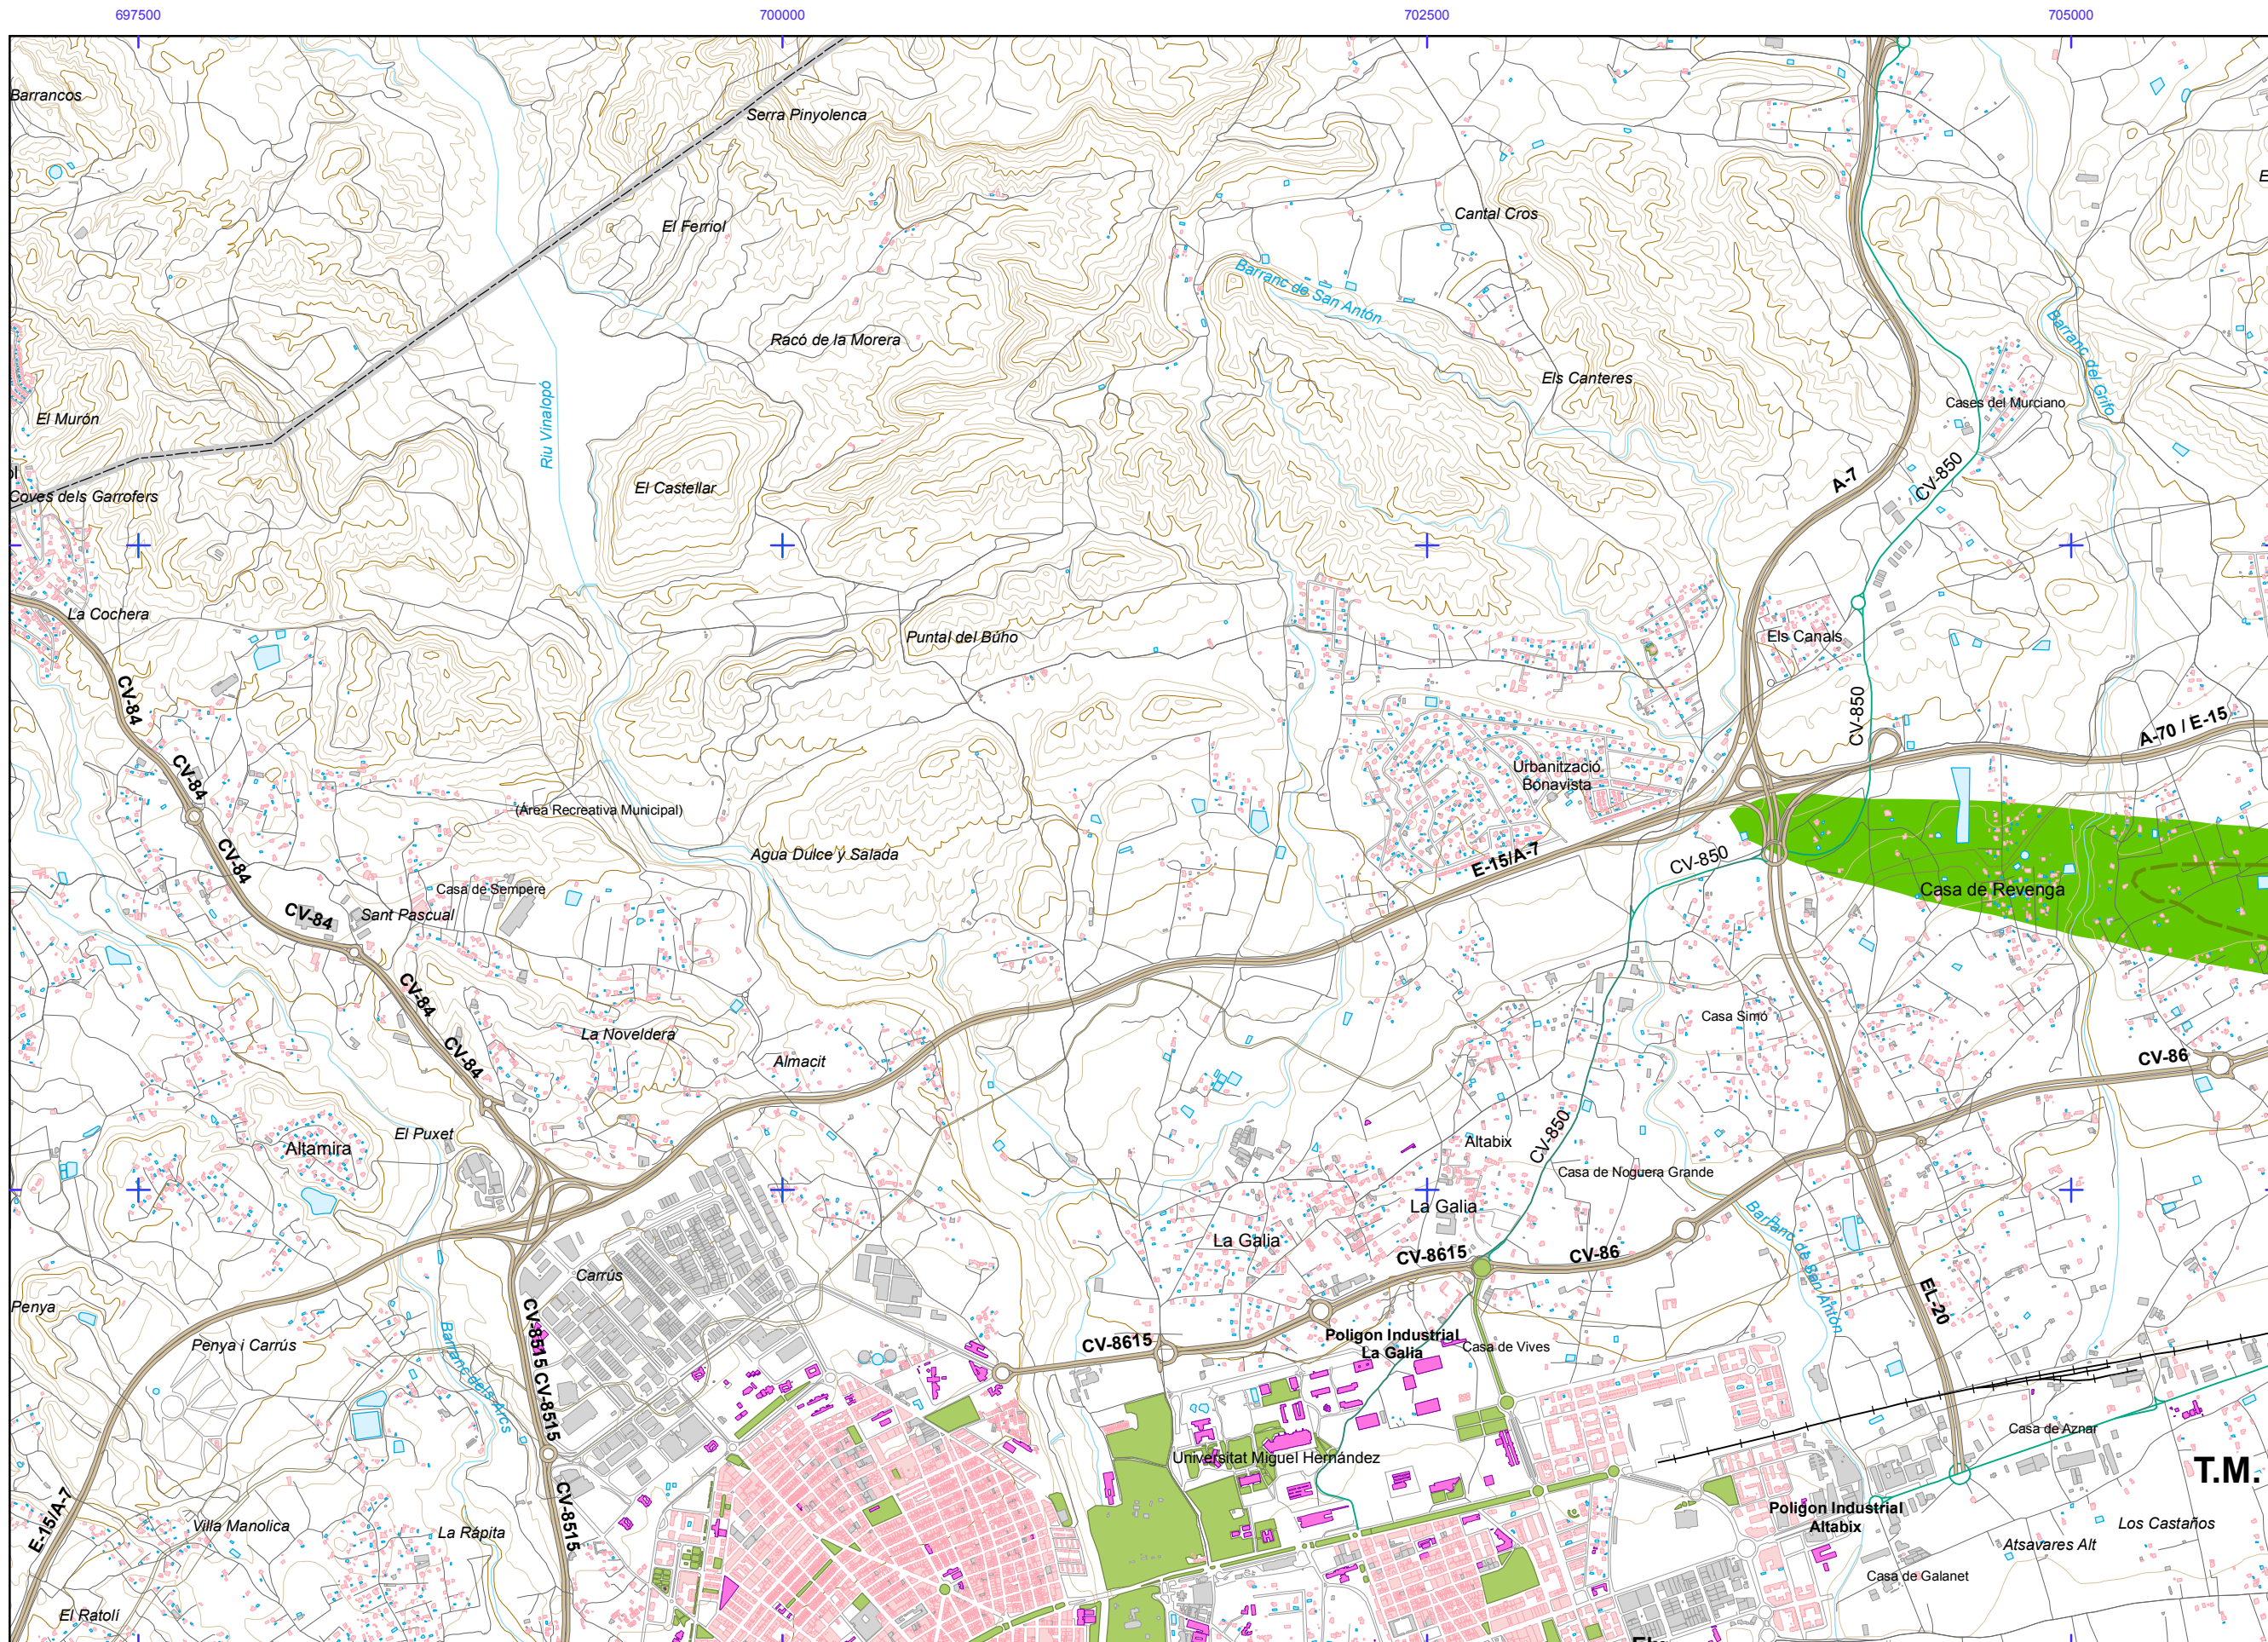 697500 700000 702500 705000
Barrancos
Serra Pinyolenca
El Ferriol
Cantal Cros
Barranc de San Antón
Racó de la Morera
Barranc del Grifo
Els Canteres
Cases del Murciano
El Murón
Riu Vinalopó
El Castellar
A-7
CV-850
Coves dels Garrofers
La Cochera
Puntal del Búho
Els Canals
CV-84
CV-850
A-70 / E-15
CV-84
Urbanització
Bonavista
(Área Recreativa Municipal)
Agua Dulce y Salada
E-15/A-7
CV-850
CV-84
Casa de Sempere
Casa de Revenga
CV-84
Sant Pascual
CV-84
La Noveldera
Casa Simó
CV-84
Almacit
CV-86
El Puxet
Altamira
Altabix
CV-850
Casa de Noguera Grande
La Galia
La Galia
Barranc de San Antón
CV-8615
CV-86
Carrús
Penya
EL-20
Penya i Carrús
Barranc dels Arcs
CV-8515
CV-8615
Poligon Industrial
La Galia
Casa de Vives
CV-8515
Casa de Aznar
Universitat Miguel Hernández
T.M.
E-15/A-7
Villa Manolica
La Ràpita
CV-8515
Poligon Industrial
Altabix
Los Castaños
Atsavares Alt
Casa de Galanet
El Ratolí